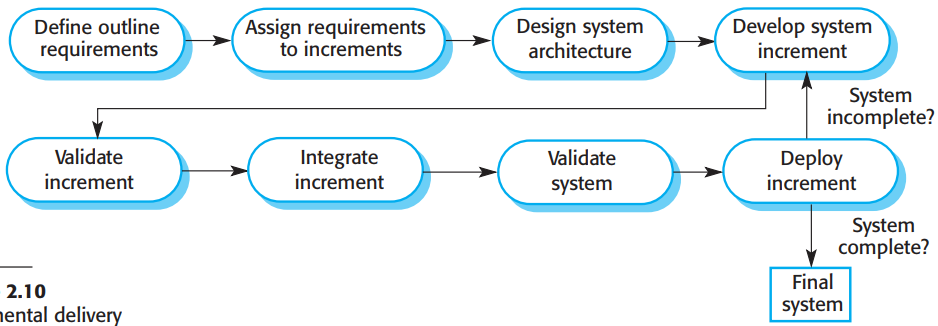 Define outline
requirements
Assign requirements
to increments
Design system
architecture
Develop system
increment
System
incomplete?
Validate
increment
Integrate
increment
Validate
system
Deploy
increment
System
complete?
Final
system
2.10
delivery